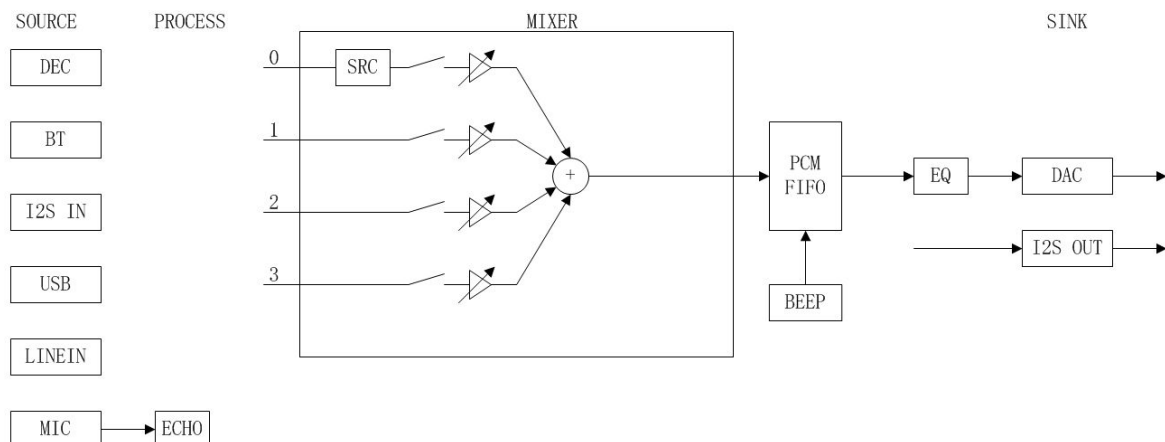 SOURCE PROCESS MIXER SINK
DEC
0
SRC
BT
1
PCM
FIFO
EQ
DAC
I2S IN
2
+
I2S OUT
USB
3
BEEP
LINEIN
MIC
ECHO